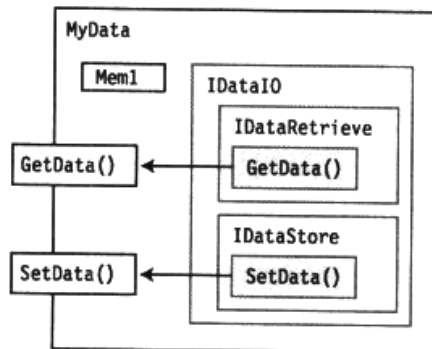 MyData
Mem1
IDataIO
IDataRetrieve
GetData()
GetData()
IDataStore
SetData()
SetData()